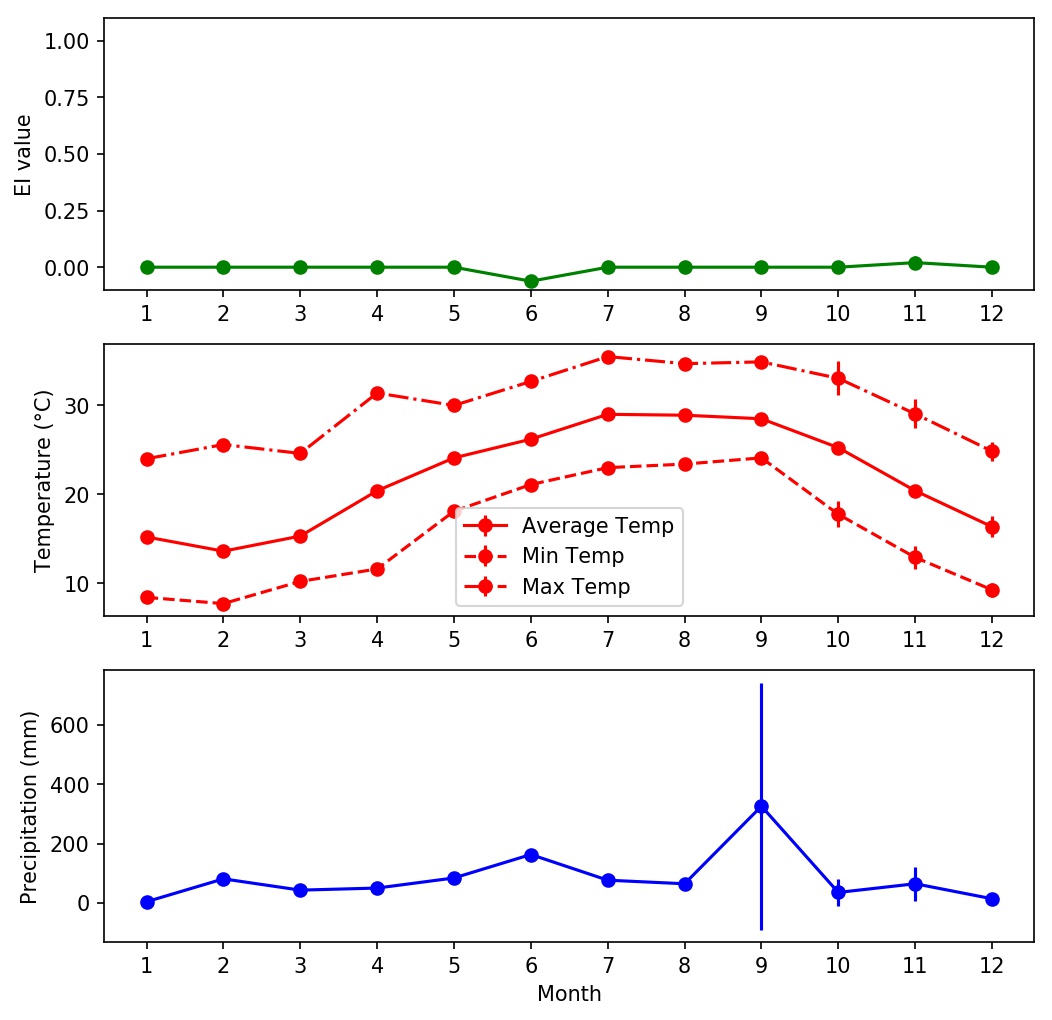 EI value
1.00
0.75
0.50
0.25
0.00
1 2 3 4 5 6 7 8 9 10 11 12
Temperature (°C)
30
20
10
Average Temp
Min Temp
Max Temp
1 2 3 4 5 6 7 8 9 10 11 12
Precipitation (mm)
600
400
200
0
1 2 3 4 5 6 7 8 9 10 11 12
Month